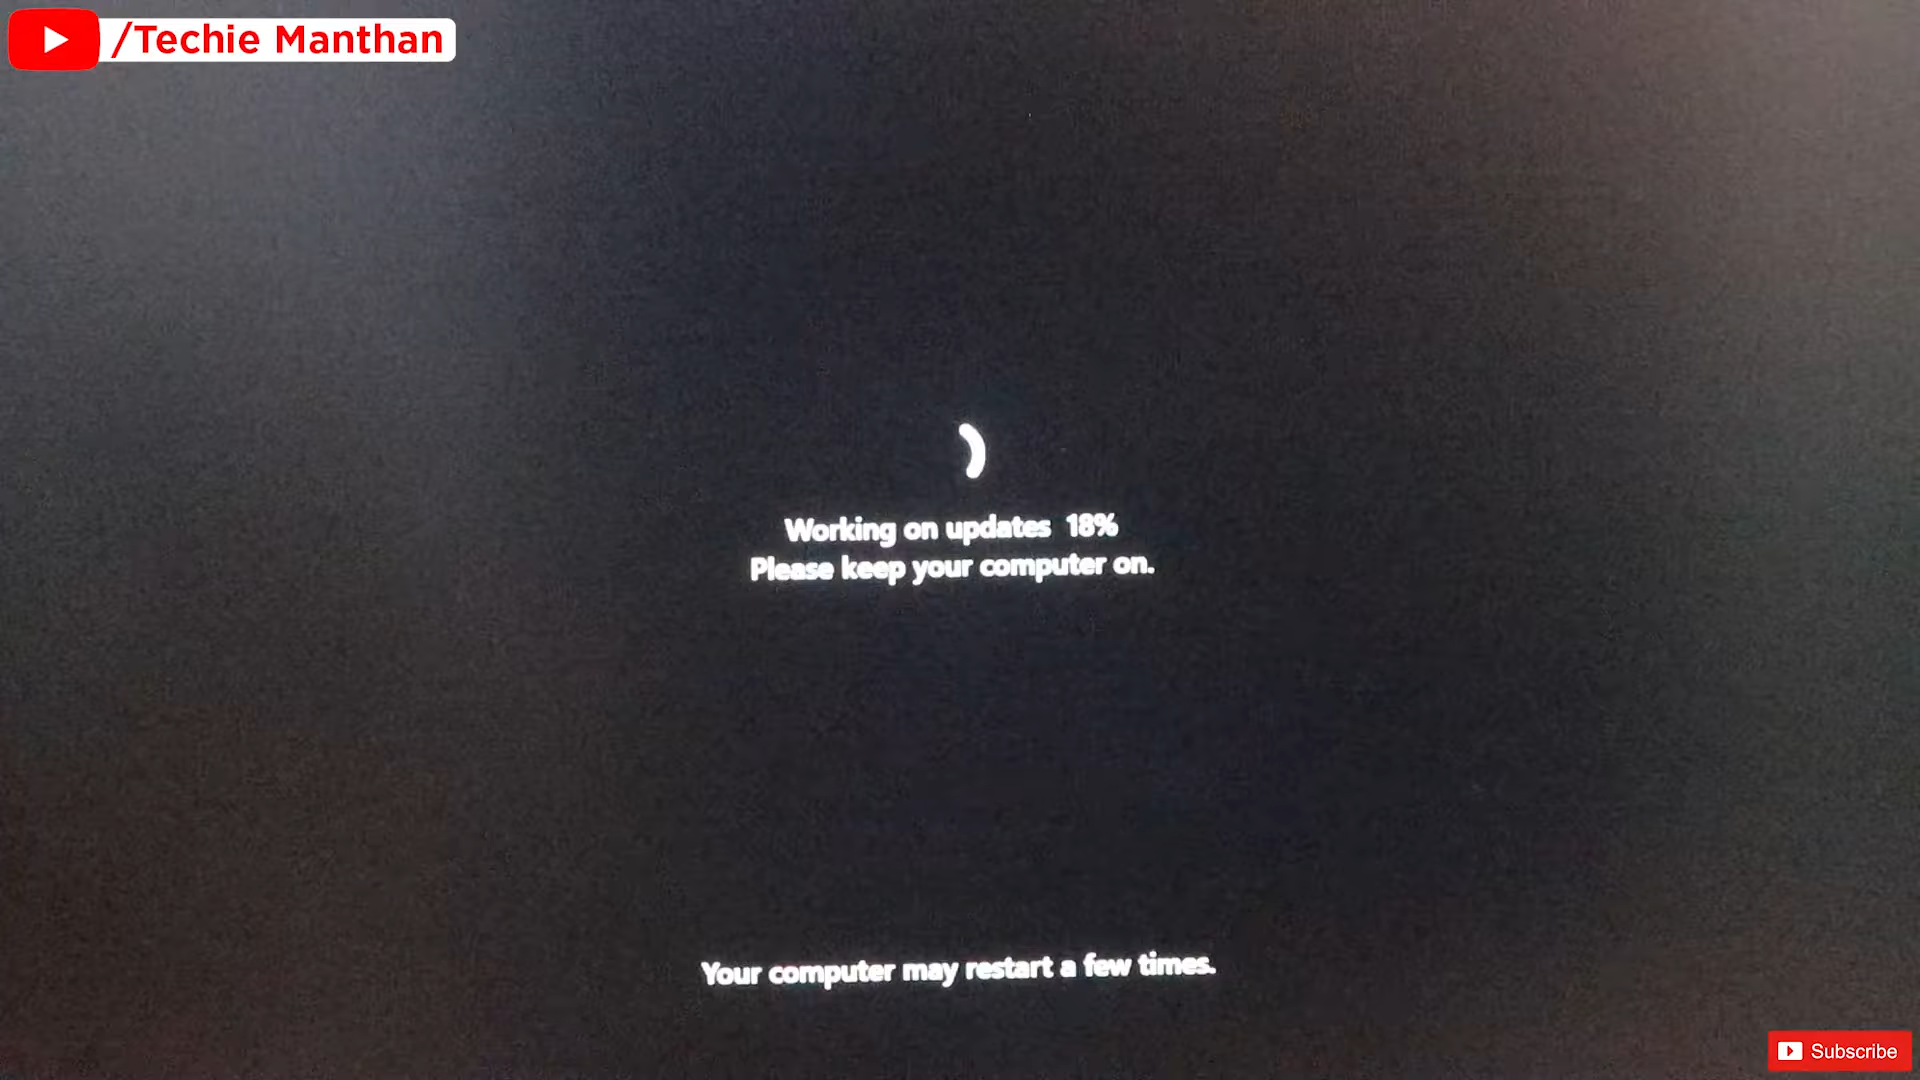 /Techie Manthan
Working on updates 18%
Please keep your computer on.
Your computer may restart a few times.
Subscribe